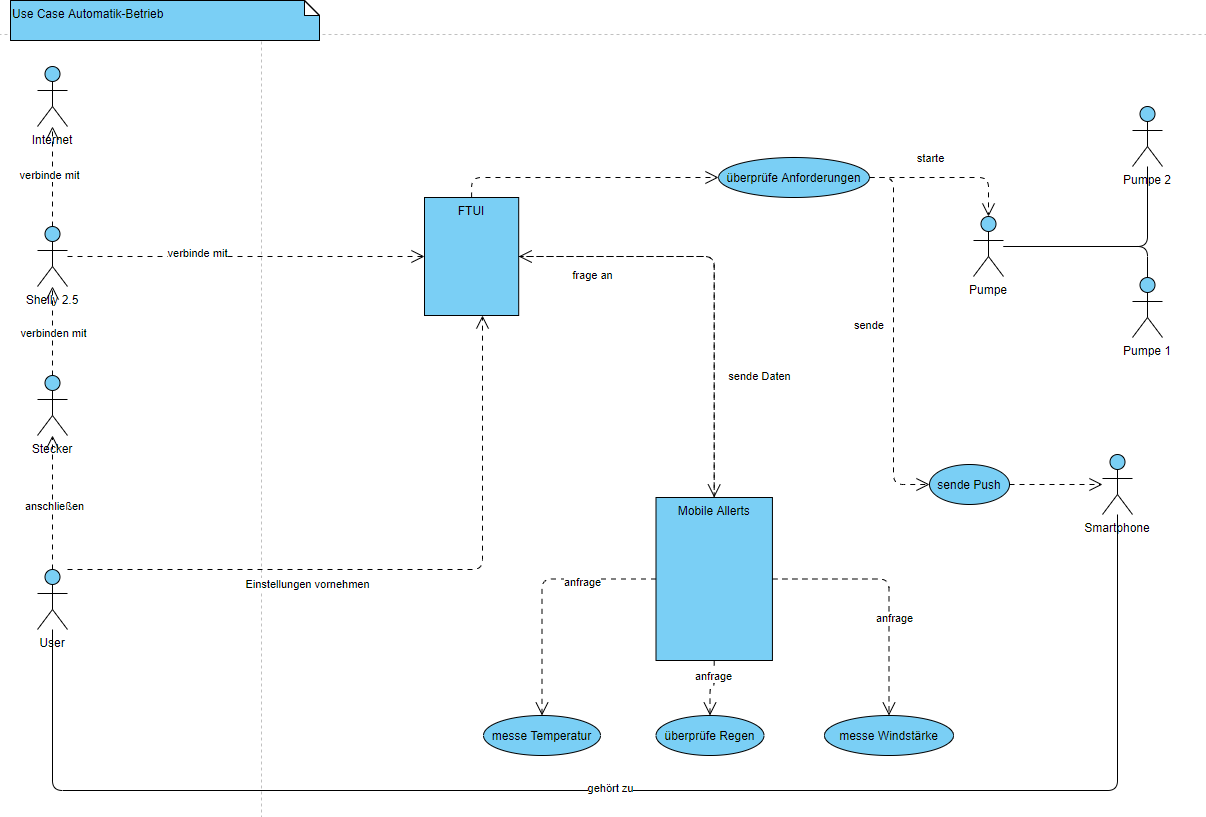 Use Case Automatik-Betrieb
Internet
verbinde mit
Shelly 2.5
verbinden mit
Stecker
anschließen
User
verbinde mit
FTUI
Einstellungen vornehmen
überprüfe Anforderungen
starte
Pumpe
Pumpe 2
Pumpe 1
frage an
sende Daten
sende
sende Push
Smartphone
Mobile Allerts
anfrage
anfrage
anfrage
messe Temperatur
überprüfe Regen
messe Windstärke
gehört zu